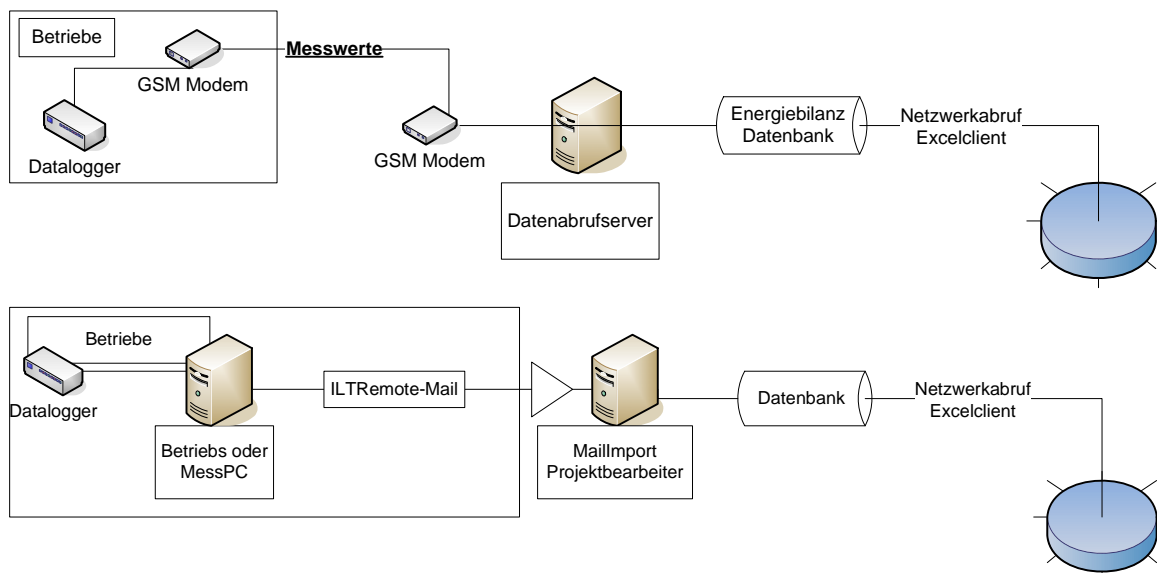 Betriebe
GSM Modem
Datalogger
Messwerte
GSM Modem
Datenabrufserver
Energiebilanz
Datenbank
Netzwerkabruf
Excelclient
Betriebe
Datalogger
Betriebs oder
MessPC
ILTRemote-Mail
MailImport
Projektbearbeiter
Datenbank
Netzwerkabruf
Excelclient